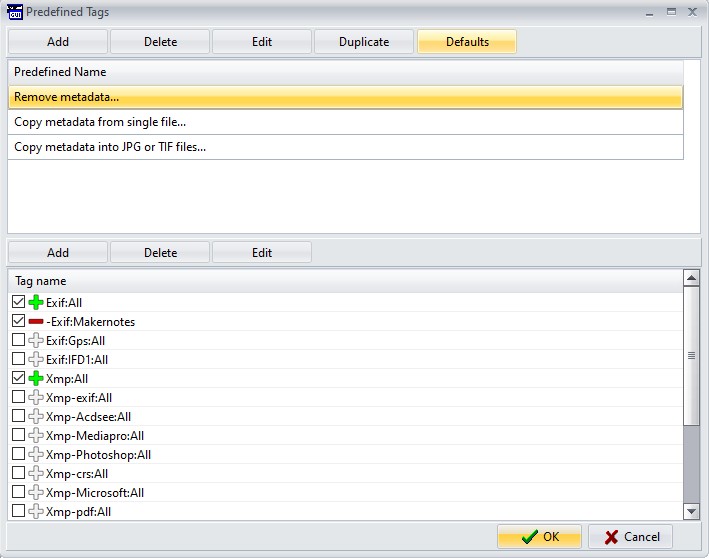 GUI Predefined Tags
Add Delete Edit Duplicate Defaults
Predefined Name
Remove metadata...
Copy metadata from single file...
Copy metadata into JPG or TIF files...
Add Delete Edit
Tag name
Exif:All
-Exif:Makernotes
Exif:Gps:All
Exif:IFD1:All
Xmp:All
Xmp-exif:All
Xmp-Acdsee:All
Xmp-Mediapro:All
Xmp-Photoshop:All
Xmp-crs:All
Xmp-Microsoft:All
Xmp-pdf:All
OK Cancel